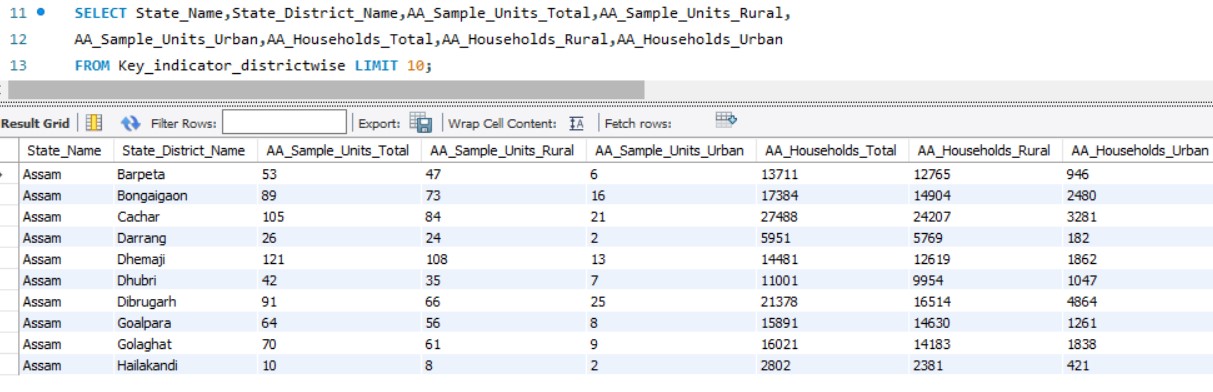 11 SELECT State_Name,State_District_Name,AA_Sample_Units_Total,AA_Sample_Units_Rural,
12 AA_Sample_Units_Urban,AA_Households_Total,AA_Households_Rural,AA_Households_Urban
13 FROM Key_indicator_districtwise LIMIT 10;
Result Grid Filter Rows: Export: Wrap Cell Content: IA Fetch rows:
State_Name State_District_Name AA_Sample_Units_Total AA_Sample_Units_Rural AA_Sample_Units_Urban AA_Households_Total AA_Households_Rural AA_Households_Urban
Assam Barpeta 53 47 6 13711 12765 946
Assam Bongaigaon 89 73 16 17384 14904 2480
Assam Cachar 105 84 21 27488 24207 3281
Assam Darrang 26 24 2 5951 5769 182
Assam Dhemaji 121 108 13 14481 12619 1862
Assam Dhubri 42 35 7 11001 9954 1047
Assam Dibrugarh 91 66 25 21378 16514 4864
Assam Goalpara 64 56 8 15891 14630 1261
Assam Golaghat 70 61 9 16021 14183 1838
Assam Hailakandi 10 8 2 2802 2381 421